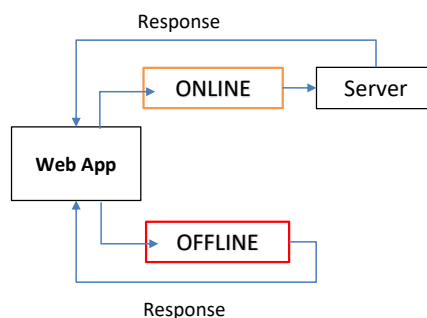 Response
ONLINE
Server
Web App
OFFLINE
Response